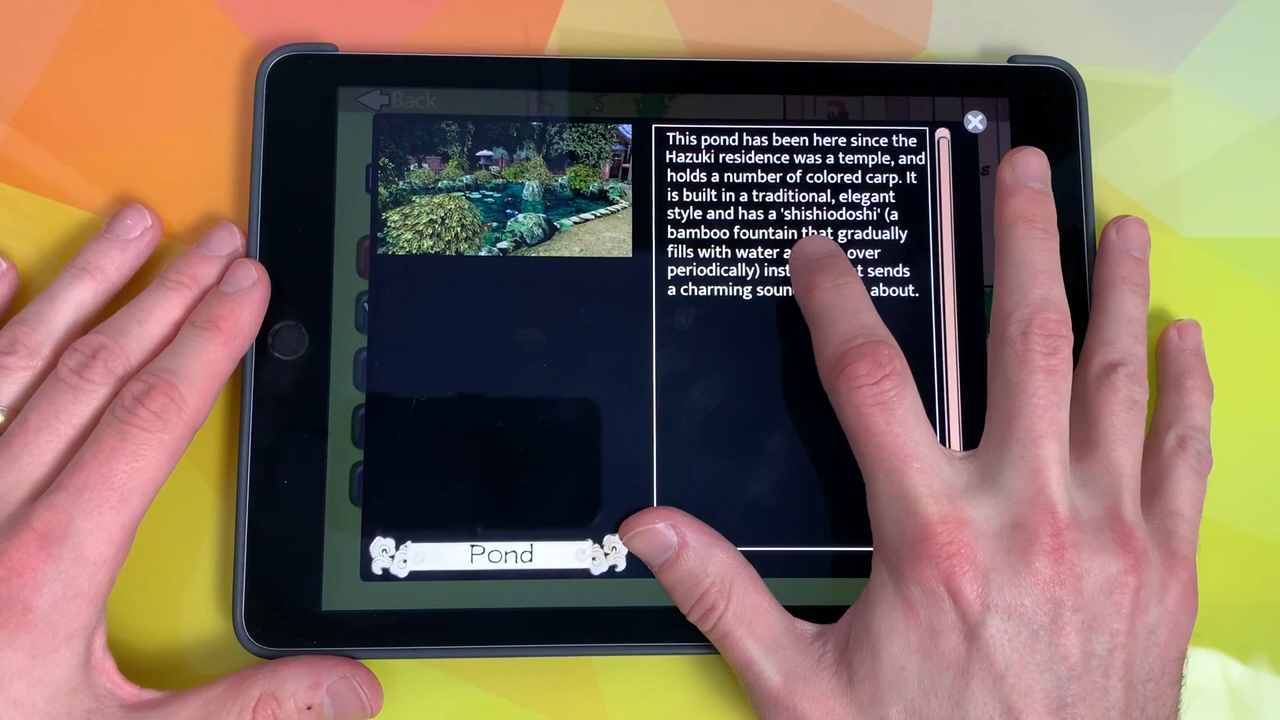 Back
This pond has been here since the
Hazuki residence was a temple, and
holds a number of colored carp. It
is built in a traditional, elegant
style and has a 'shishiodoshi' (a
bamboo fountain that gradually
fills with water over
periodically) sends
a charming about.
Pond